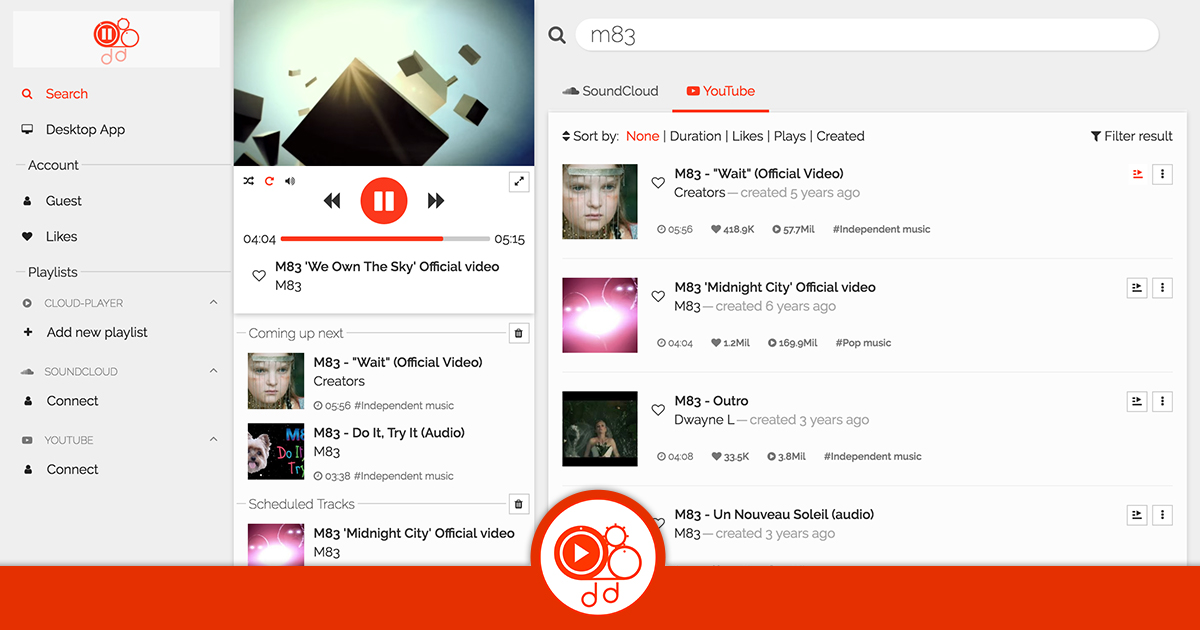 Search
Desktop App
Account
Guest
Likes
Playlists
CLOUD-PLAYER
Add new playlist
SOUNDCLOUD
Connect
YOUTUBE
Connect
04:04 05:15
M83 'We Own The Sky' Official video
M83
Coming up next
M83 - "Wait" (Official Video)
Creators
05:56 #Independent music
M83 - Do It, Try It (Audio)
M83
03:38 #Independent music
Scheduled Tracks
M83 'Midnight City' Official video
M83
m83
SoundCloud YouTube
Sort by: None | Duration | Likes | Plays | Created Filter result
M83 - "Wait" (Official Video)
Creators — created 5 years ago
05:56 418.9K 57.7Mil #Independent music
M83 'Midnight City' Official video
M83 — created 6 years ago
04:04 1.2Mil 169.9Mil #Pop music
M83 - Outro
Dwayne L — created 3 years ago
04:08 33.5K 3.8Mil #Independent music
M83 - Un Nouveau Soleil (audio)
M83 — created 3 years ago
dd